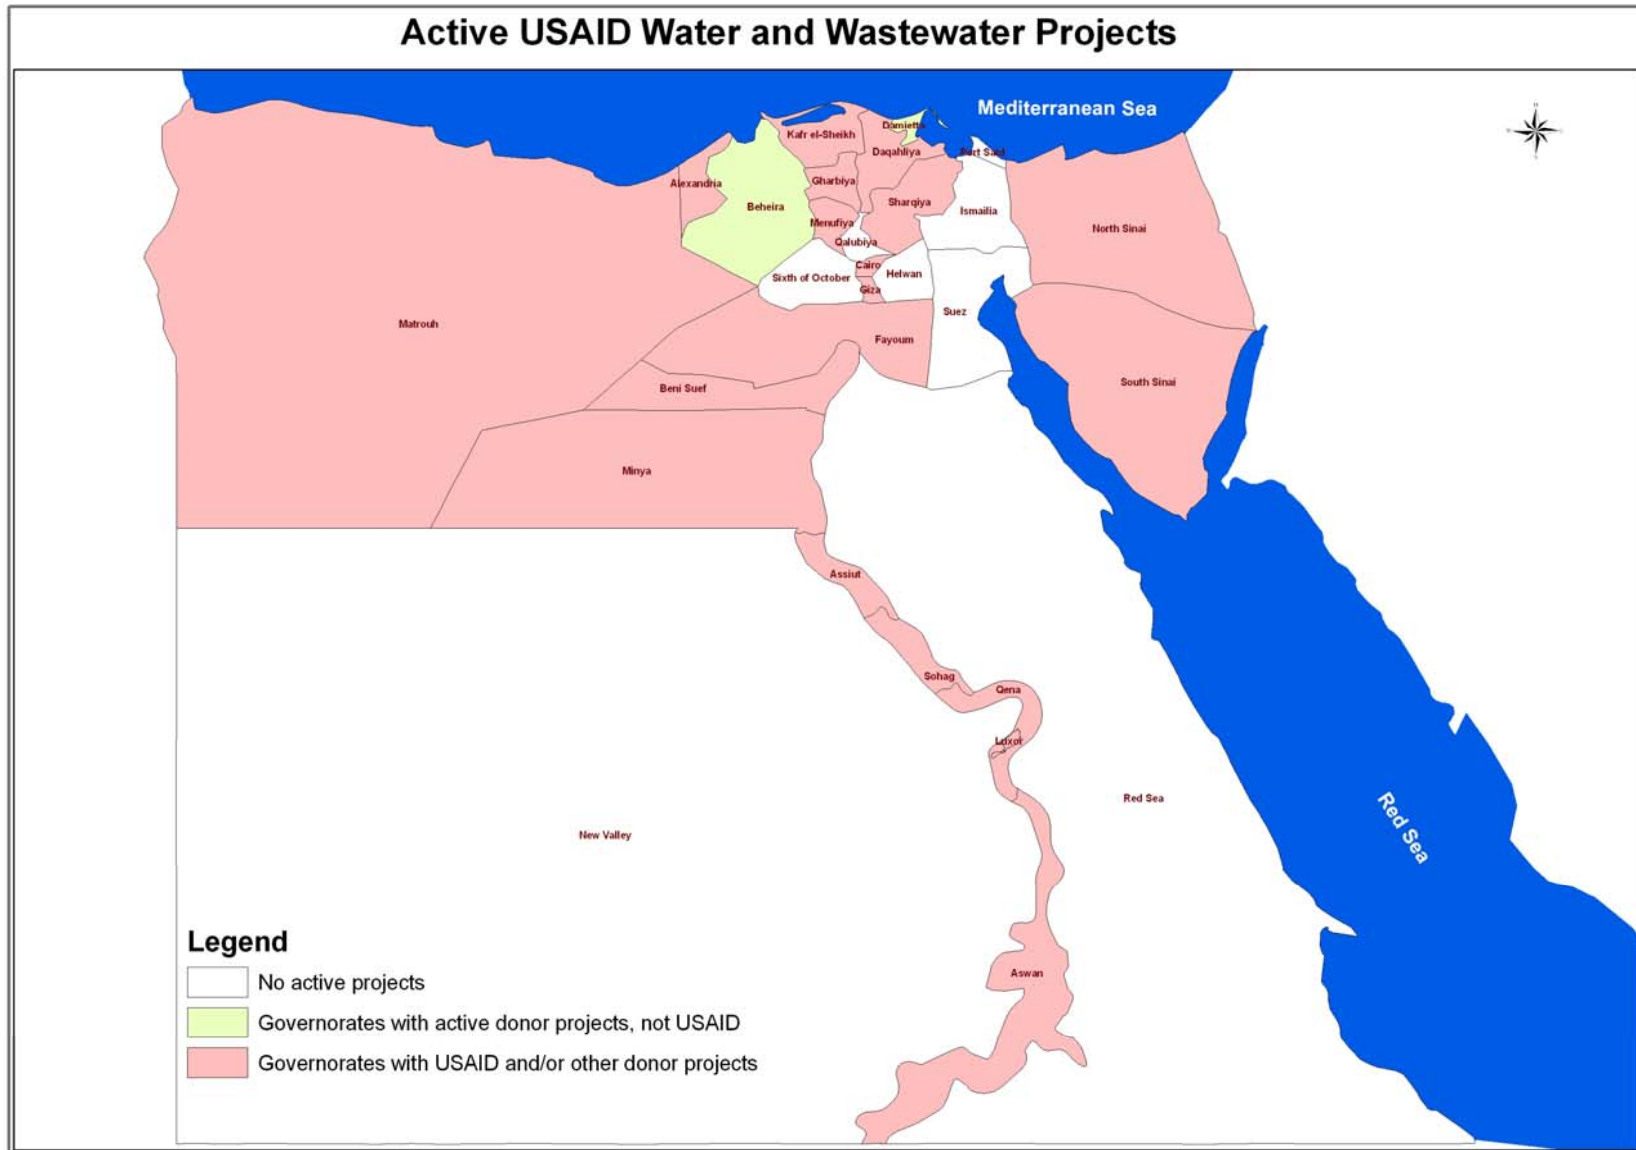 Active USAID Water and Wastewater Projects
Mediterranean Sea
N
Kafr el-Sheikh
Damietta
Daqahliya
Port Said
Alexandria
Gharbiya
Beheira
Sharqiya
Ismailia
Menufiya
North Sinai
Qalubiya
Cairo
Sixth of October
Helwan
Giza
Suez
Matrouh
Fayoum
Beni Suef
South Sinai
Minya
Assiut
Sohag
Qena
Luxor
Red Sea
Red Sea
New Valley
Aswan
Legend
No active projects
Governorates with active donor projects, not USAID
Governorates with USAID and/or other donor projects